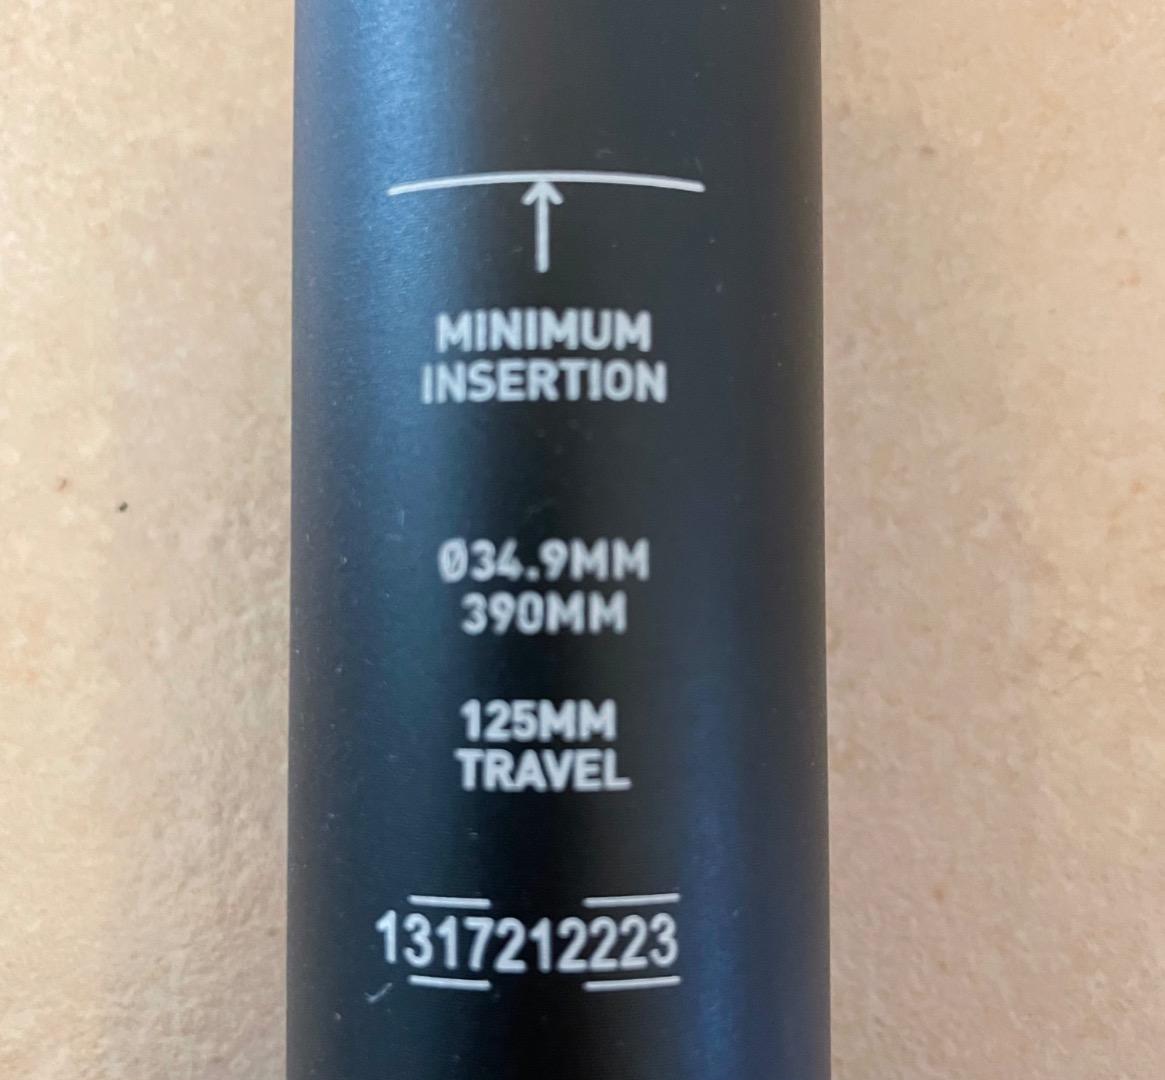 MINIMUM
INSERTION
Ø34.9MM
390MM
125MM
TRAVEL
1317212223